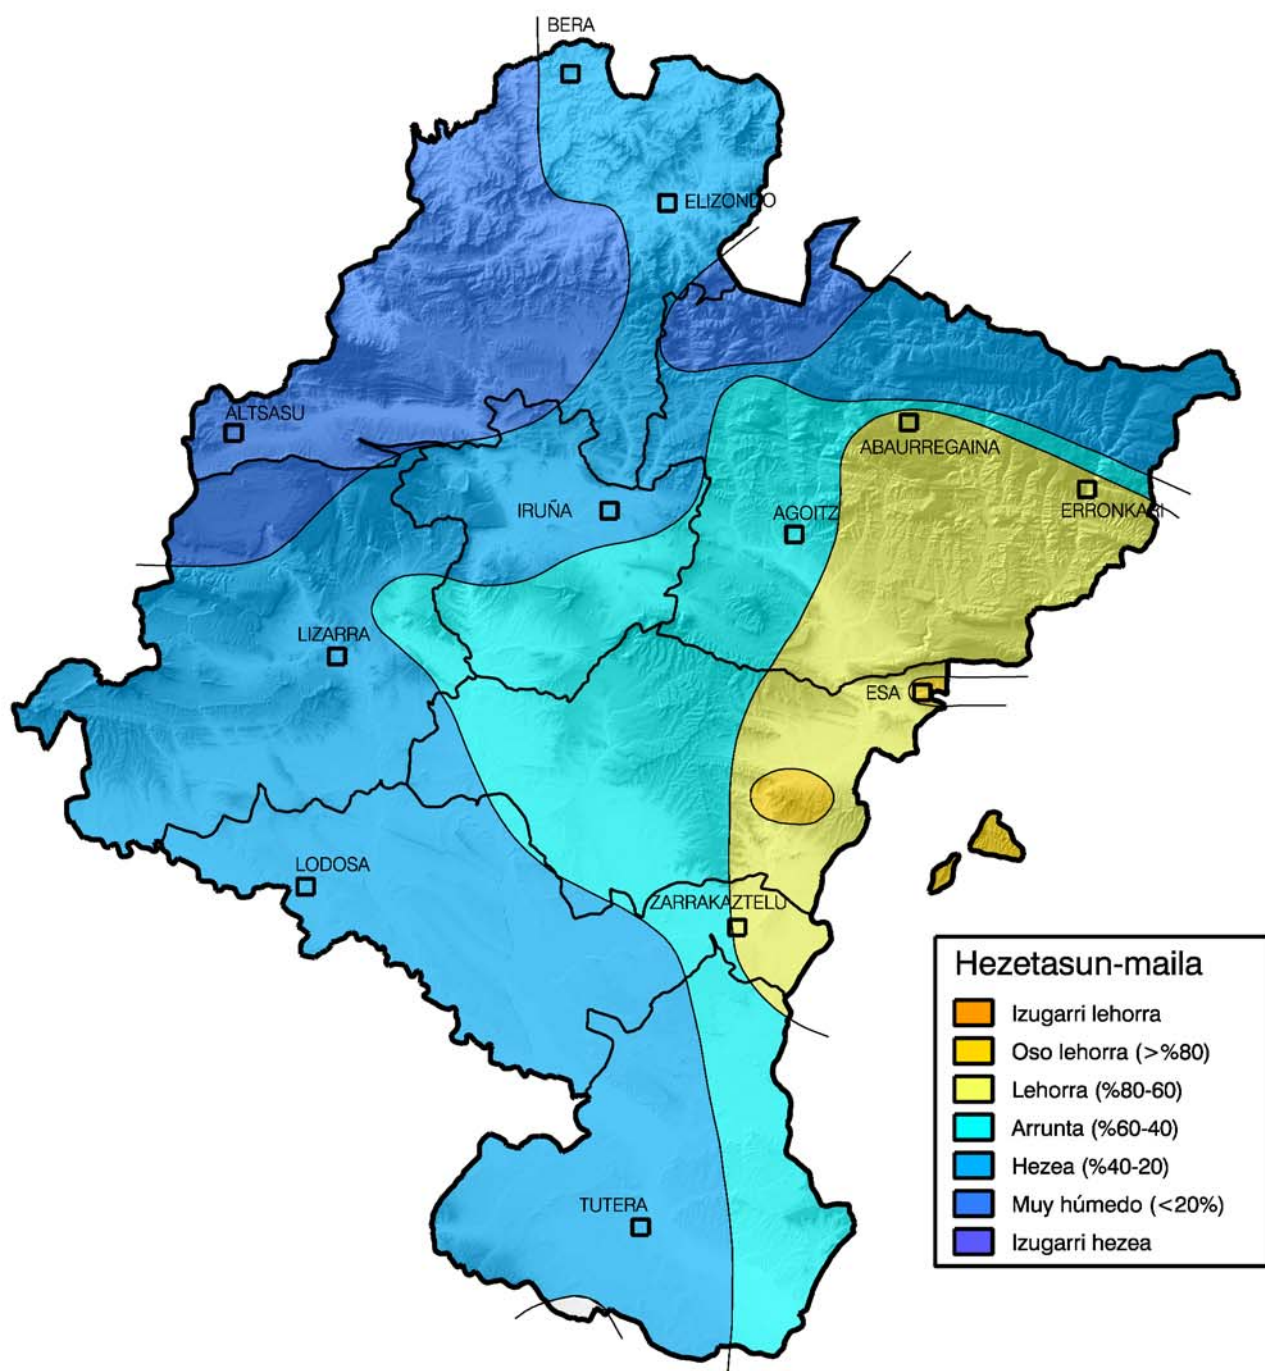 BERA
ELIZONDO
ALTSASU
ABAURREGAINA
IRUÑA
AGOITZ
ERRONKARI
LIZARRA
ESA
LODOSA
ZARRAKAZTELU
TUTERA
Hezetasun-maila
Izugarri lehorra
Oso lehorra (>%80)
Lehorra (%80-60)
Arrunta (%60-40)
Hezea (%40-20)
Muy húmedo (<20%)
Izugarri hezea